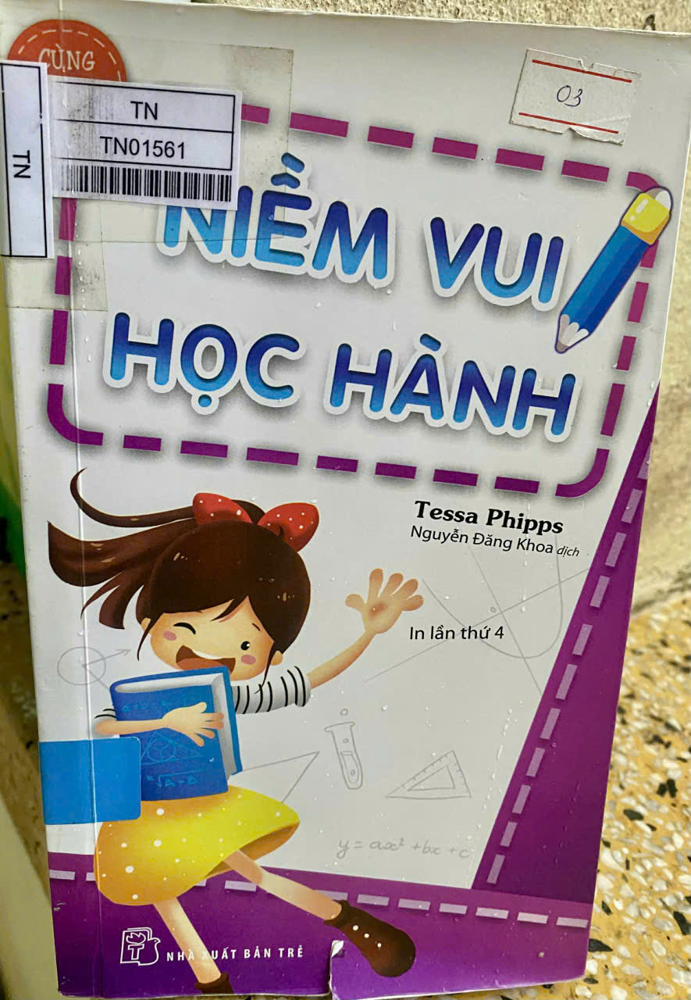 CÙNG
TN
TN
TN01561
03
NIỀM VUI
HỌC HÀNH
Tessa Phipps
Nguyễn Đăng Khoa dịch
In lần thứ 4
y = ax² + bx + c
T
NHÀ XUẤT BẢN TRẺ